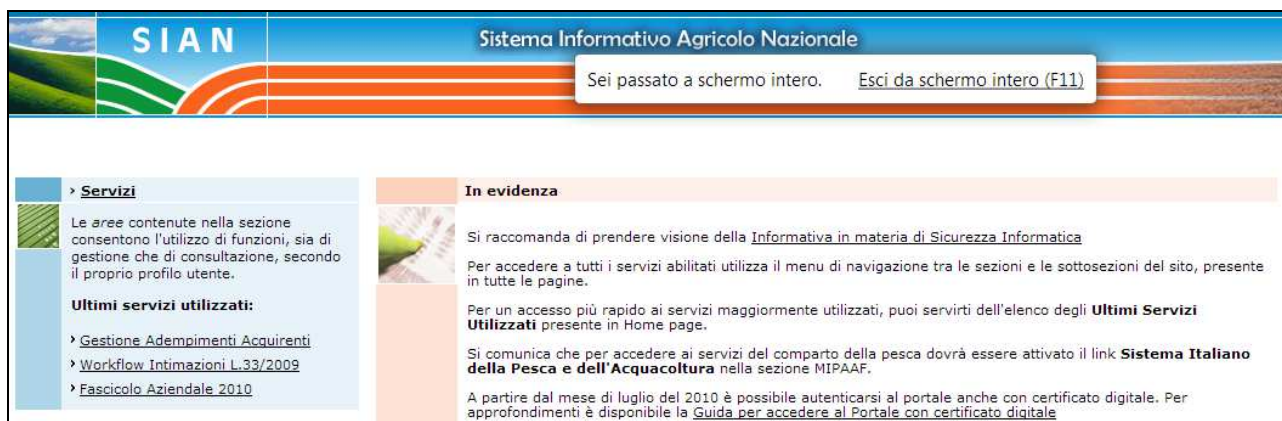 SIAN
Sistema Informativo Agricolo Nazionale
Sei passato a schermo intero. Esci da schermo intero (F11)
› Servizi
Le aree contenute nella sezione
consentono l'utilizzo di funzioni, sia di
gestione che di consultazione, secondo
il proprio profilo utente.
Ultimi servizi utilizzati:
› Gestione Adempimenti Acquirenti
› Workflow Intimazioni L.33/2009
› Fascicolo Aziendale 2010
In evidenza
Si raccomanda di prendere visione della Informativa in materia di Sicurezza Informatica
Per accedere a tutti i servizi abilitati utilizza il menu di navigazione tra le sezioni e le sottosezioni del sito, presente
in tutte le pagine.
Per un accesso più rapido ai servizi maggiormente utilizzati, puoi servirti dell'elenco degli Ultimi Servizi
Utilizzati presente in Home page.
Si comunica che per accedere ai servizi del comparto della pesca dovrà essere attivato il link Sistema Italiano
della Pesca e dell'Acquacoltura nella sezione MIPAAF.
A partire dal mese di luglio del 2010 è possibile autenticarsi al portale anche con certificato digitale. Per
approfondimenti è disponibile la Guida per accedere al Portale con certificato digitale